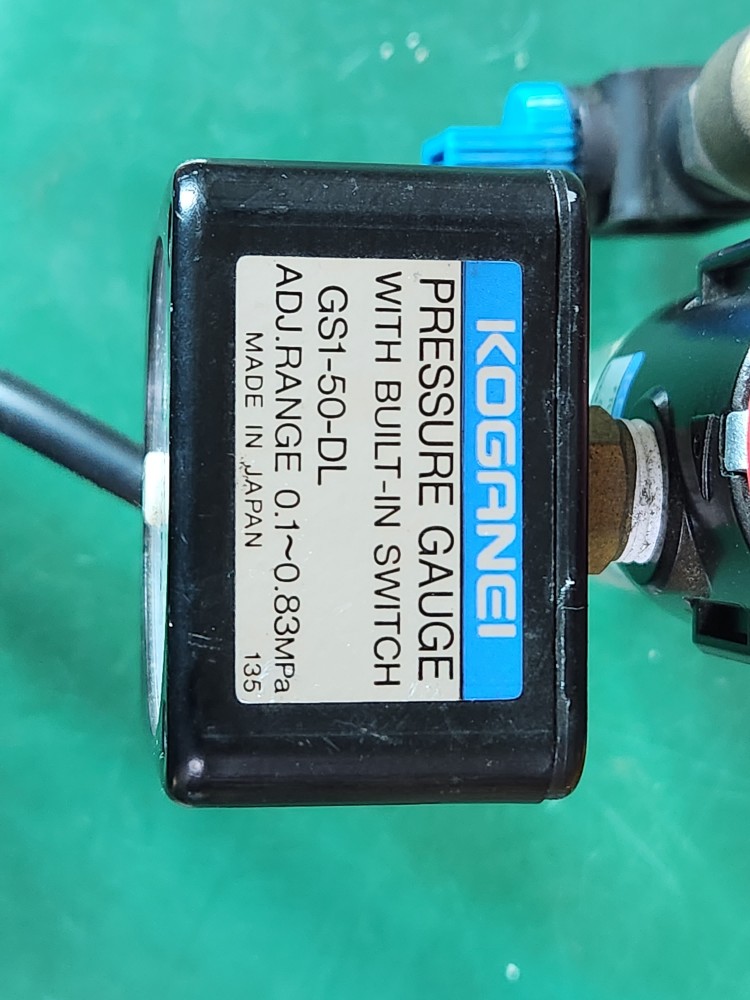 KOGANEI
PRESSURE GAUGE
WITH BUILT-IN SWITCH
GS1-50-DL
ADJ.RANGE 0.1~0.83MPa
MADE IN JAPAN 135